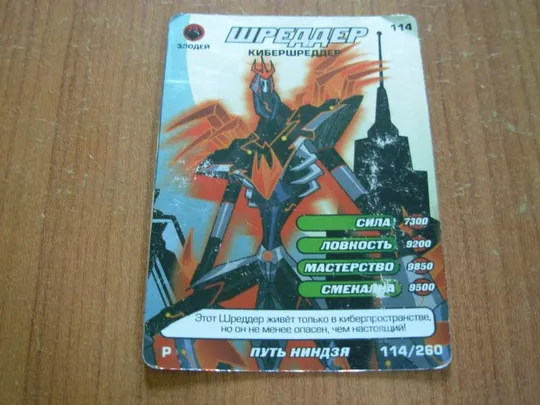 ШРЕДДЕР
114
ЗЛОДЕЙ
КИБЕРШРЕДДЕР
СИЛА 7300
ЛОВКОСТЬ 9200
МАСТЕРСТВО 9850
СМЕКАЛКА 9500
Этот Шреддер живёт только в киберпространстве,
но он не менее опасен, чем настоящий!
Р ПУТЬ НИНДЗЯ 114/260